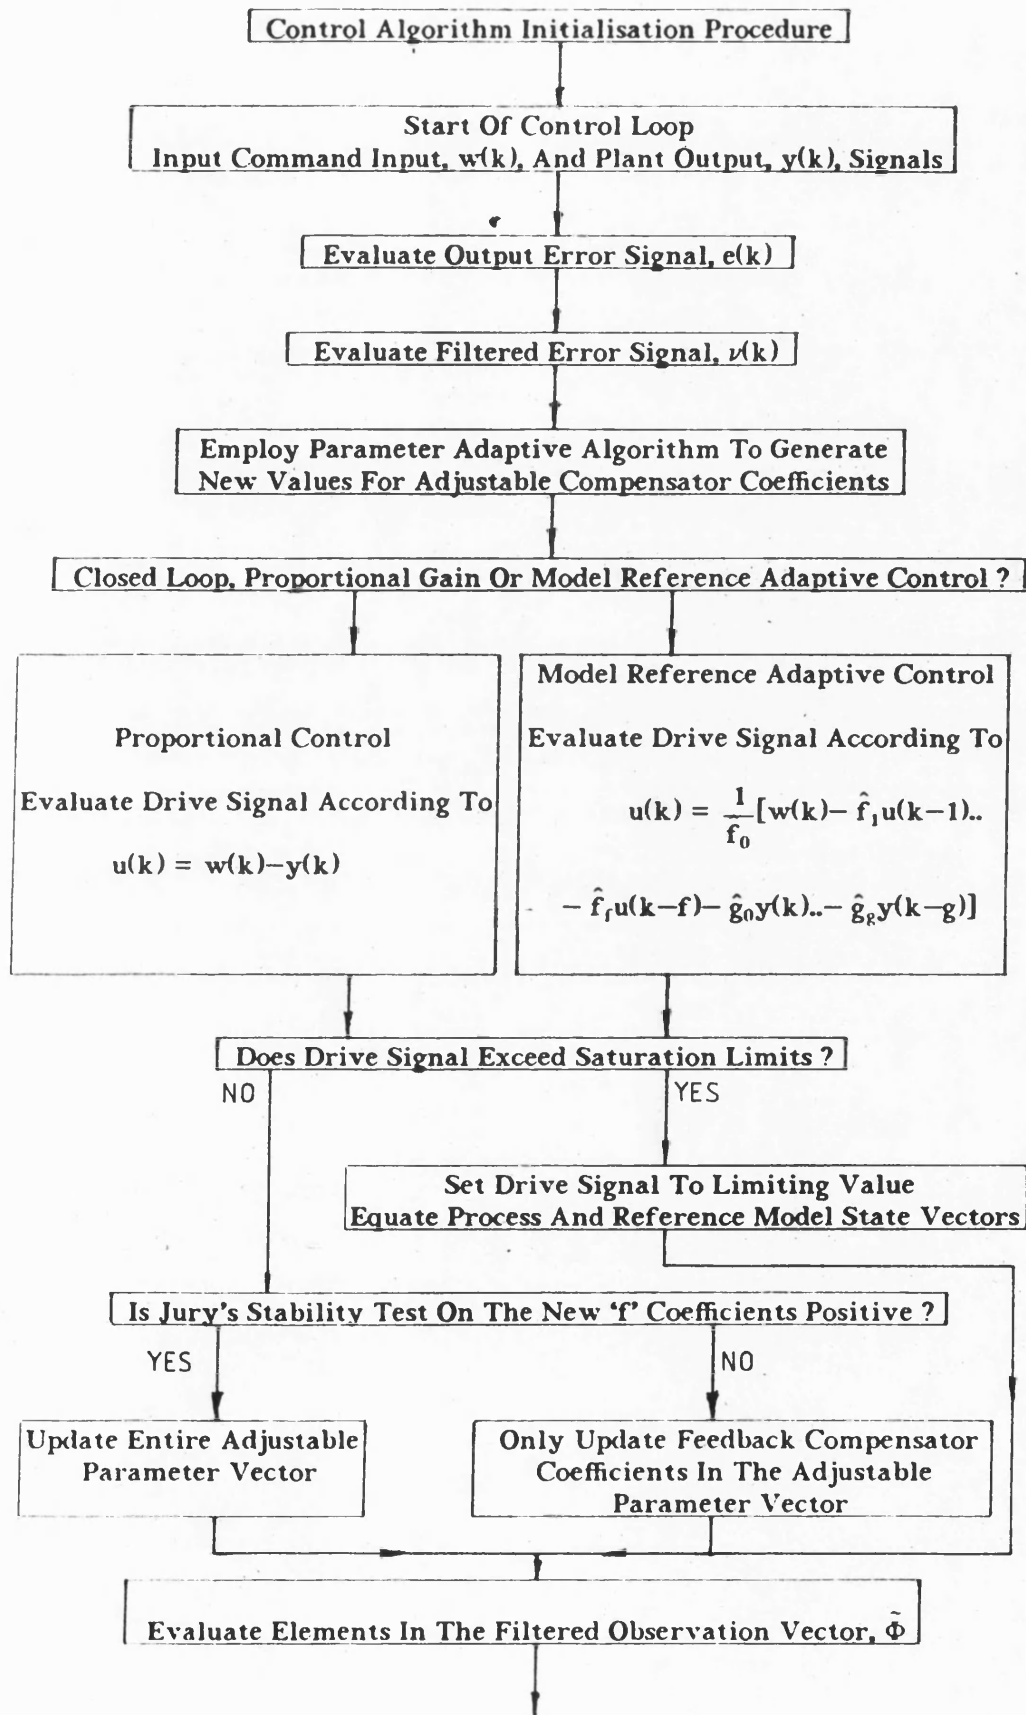 Control Algorithm Initialisation Procedure
Start Of Control Loop
Input Command Input, w(k), And Plant Output, y(k), Signals
Evaluate Output Error Signal, e(k)
Evaluate Filtered Error Signal, ν(k)
Employ Parameter Adaptive Algorithm To Generate
New Values For Adjustable Compensator Coefficients
Closed Loop, Proportional Gain Or Model Reference Adaptive Control ?
Proportional Control
Evaluate Drive Signal According To
u(k) = w(k)−y(k)
Model Reference Adaptive Control
Evaluate Drive Signal According To
u(k) = 1/f̂₀ [w(k)− f̂₁u(k−1)..
− f̂_f u(k−f)− ĝ₀y(k)..− ĝ_g y(k−g)]
Does Drive Signal Exceed Saturation Limits ?
NO
YES
Set Drive Signal To Limiting Value
Equate Process And Reference Model State Vectors
Is Jury's Stability Test On The New 'f' Coefficients Positive ?
YES
NO
Update Entire Adjustable
Parameter Vector
Only Update Feedback Compensator
Coefficients In The Adjustable
Parameter Vector
Evaluate Elements In The Filtered Observation Vector, Φ̃